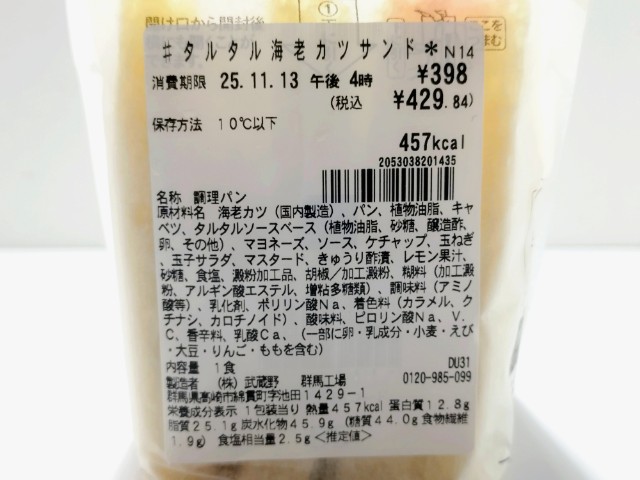 開け口から開封後
①
♯タルタル海老カツサンド＊N14
消費期限 25.11.13 午後 4時 ¥398
(税込 ¥429.84)
保存方法 10℃以下
457kcal
2053038201435
名称 調理パン
原材料名 海老カツ（国内製造）、パン、植物油脂、キャ
ベツ、タルタルソースベース（植物油脂、砂糖、醸造酢、
卵、その他）、マヨネーズ、ソース、ケチャップ、玉ねぎ
、玉子サラダ、マスタード、きゅうり酢漬、レモン果汁、
砂糖、食塩、澱粉加工品、胡椒／加工澱粉、糊料（加工澱
粉、アルギン酸エステル、増粘多糖類）、調味料（アミノ
酸等）、乳化剤、ポリリン酸Ｎａ、着色料（カラメル、ク
チナシ、カロチノイド）、酸味料、ピロリン酸Ｎａ、Ｖ．
Ｃ、香辛料、乳酸Ｃａ、（一部に卵・乳成分・小麦・えび
・大豆・りんご・ももを含む）
内容量 1食 DU31
製造者 （株）武蔵野 群馬工場 0120-985-099
群馬県高崎市綿貫町字池田１４２９－１
栄養成分表示 １包装当り 熱量457kcal 蛋白質12.8g
脂質25.1g 炭水化物45.9g （糖質44.0g 食物繊維
1.9g） 食塩相当量2.5g＜推定値＞